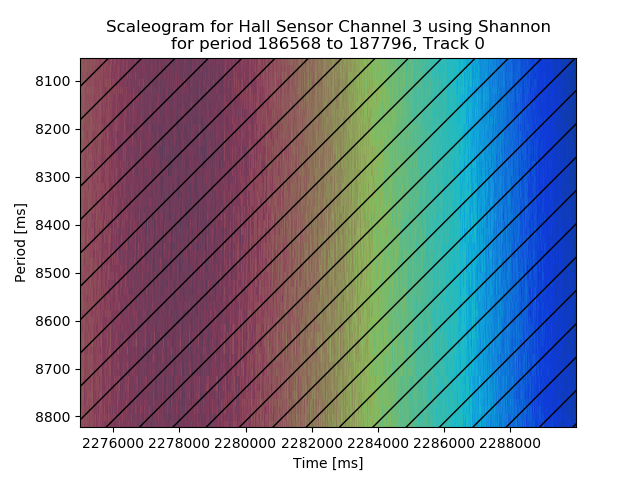 Scaleogram for Hall Sensor Channel 3 using Shannon
for period 186568 to 187796, Track 0
8100
8200
8300
8400
8500
8600
8700
8800
Period [ms]
2276000 2278000 2280000 2282000 2284000 2286000 2288000
Time [ms]